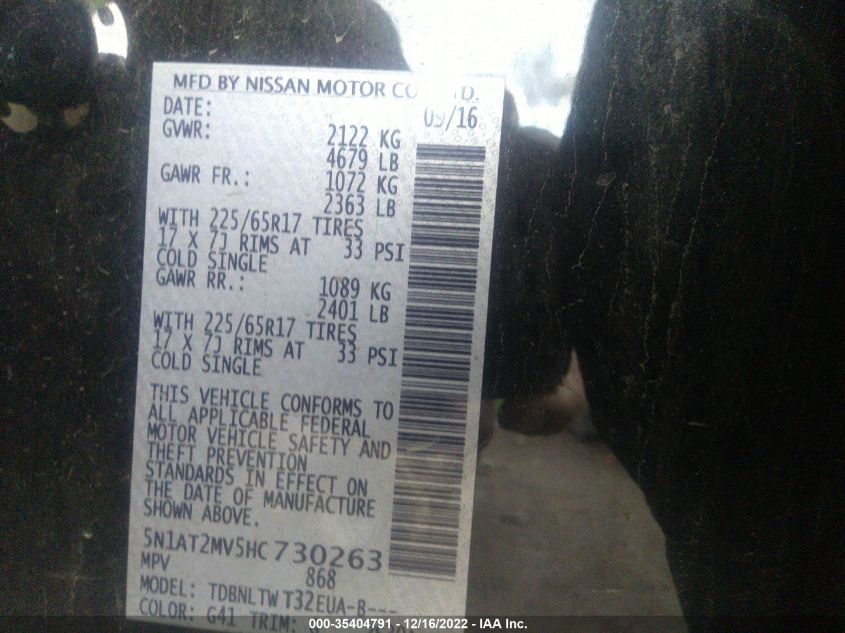 MFD BY NISSAN MOTOR CO LTD.
DATE: 09/16
GVWR: 2122 KG
4679 LB
GAWR FR.: 1072 KG
2363 LB
WITH 225/65R17 TIRES
17 X 7J RIMS AT 33 PSI
COLD SINGLE
GAWR RR.: 1089 KG
2401 LB
WITH 225/65R17 TIRES
17 X 7J RIMS AT 33 PSI
COLD SINGLE
THIS VEHICLE CONFORMS TO
ALL APPLICABLE FEDERAL
MOTOR VEHICLE SAFETY AND
THEFT PREVENTION
STANDARDS IN EFFECT ON
THE DATE OF MANUFACTURE
SHOWN ABOVE.
5N1AT2MV5HC730263
MPV 868
MODEL: TDBNLTW T32EUA-B---
COLOR: G41 TRIM:
000-35404791 - 12/16/2022 - IAA Inc.